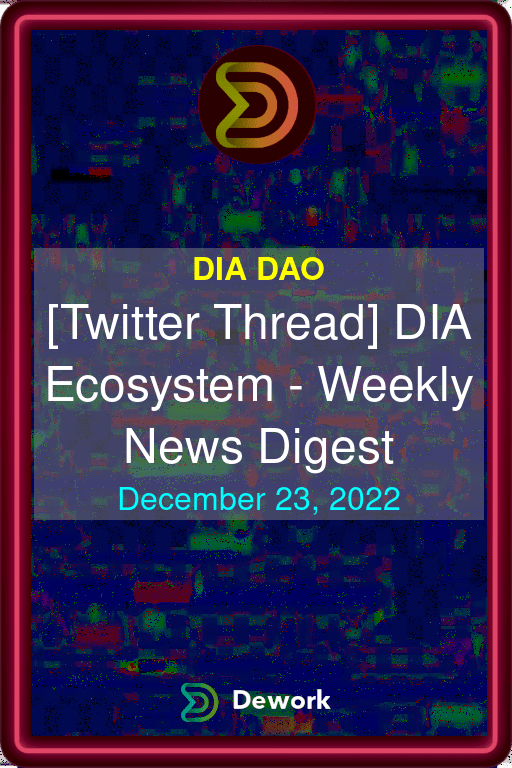 DIA DAO
[Twitter Thread] DIA
Ecosystem - Weekly
News Digest
December 23, 2022
Dework